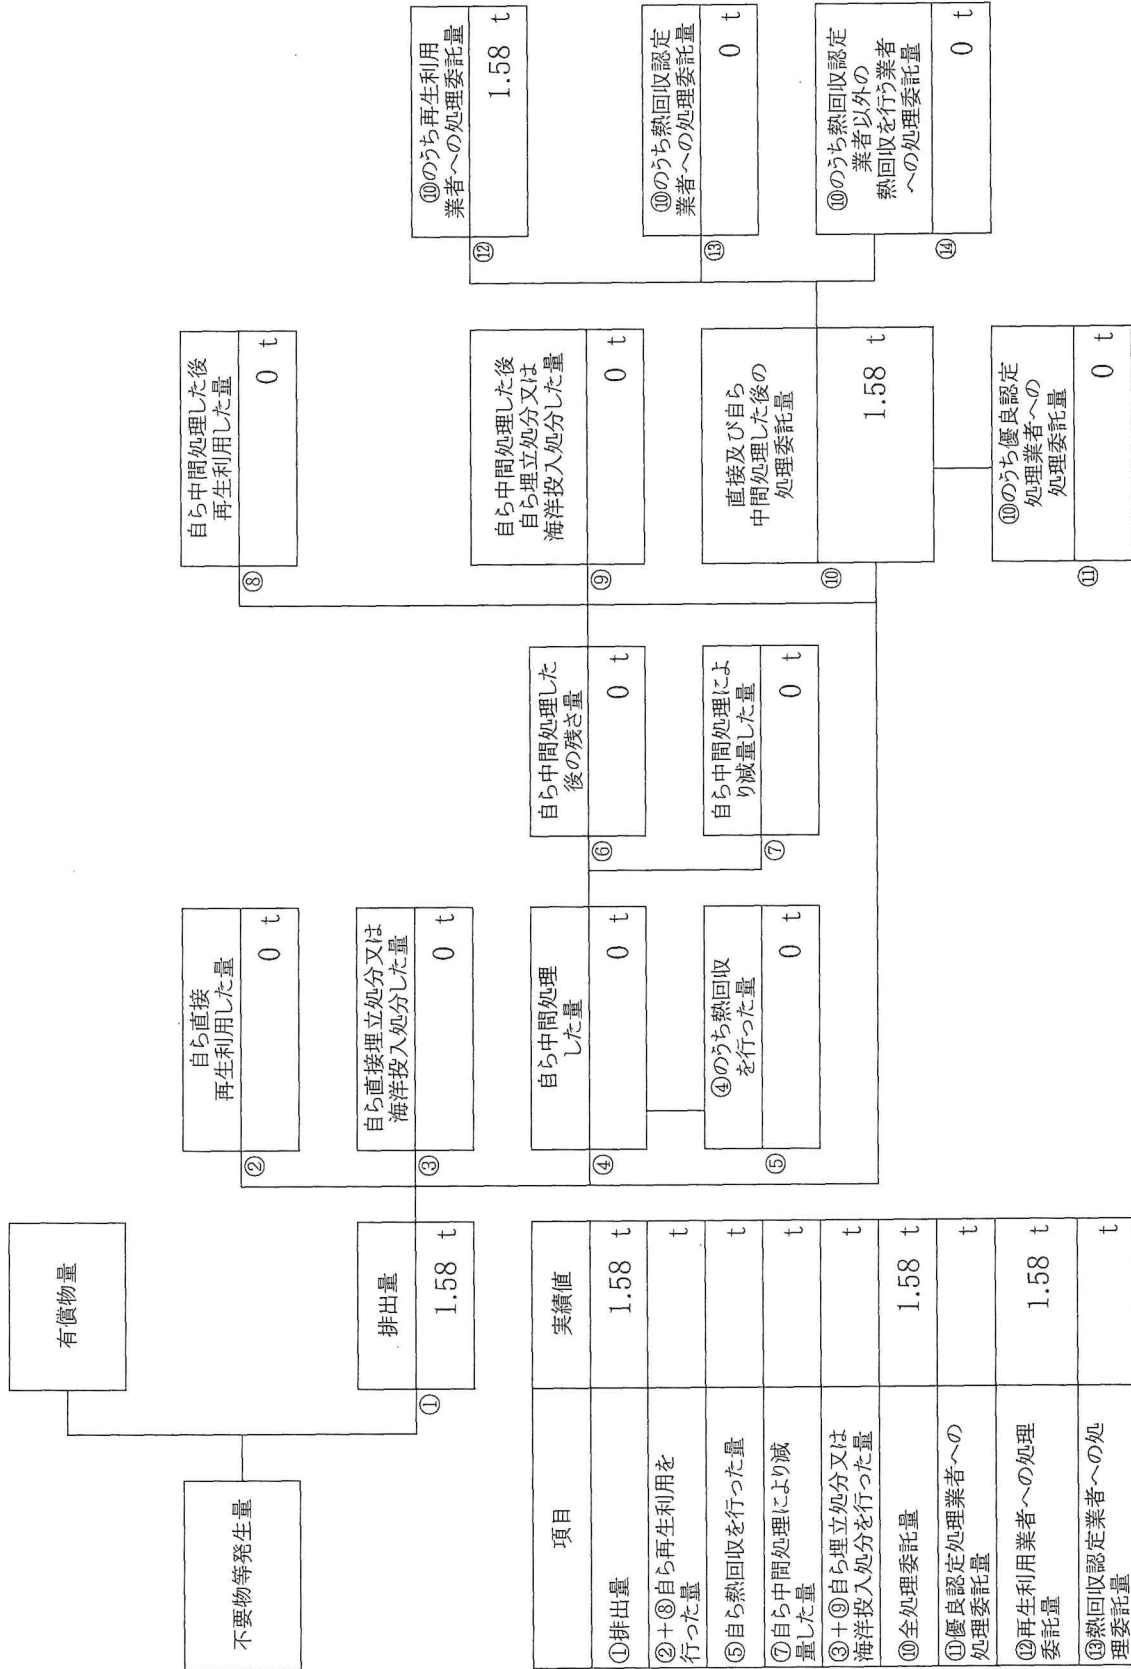 不要物等発生量
有償物量
①
排出量
1.58 t
②
自ら直接
再生利用した量
0 t
③
自ら直接埋立処分又は
海洋投入処分した量
0 t
④
自ら中間処理
した量
0 t
⑤
④のうち熱回収
を行った量
0 t
⑥
自ら中間処理した
後の残さ量
0 t
⑦
自ら中間処理によ
り減量した量
0 t
⑧
自ら中間処理した後
再生利用した量
0 t
⑨
自ら中間処理した後
自ら埋立処分又は
海洋投入処分した量
0 t
⑩
直接及び自ら
中間処理した後の
処理委託量
1.58 t
⑪
⑩のうち優良認定
処理業者への
処理委託量
0 t
⑫
⑩のうち再生利用
業者への処理委託量
1.58 t
⑬
⑩のうち熱回収認定
業者への処理委託量
0 t
⑭
⑩のうち熱回収認定
業者以外の
熱回収を行う業者
への処理委託量
0 t
項目 実績値
①排出量 1.58 t
②+⑧自ら再生利用を
行った量 t
⑤自ら熱回収を行った量 t
⑦自ら中間処理により減
量した量 t
③+⑨自ら埋立処分又は
海洋投入処分を行った量 t
⑩全処理委託量 1.58 t
⑪優良認定処理業者への
処理委託量 t
⑫再生利用業者への処理
委託量 1.58 t
⑬熱回収認定業者への処
理委託量 t